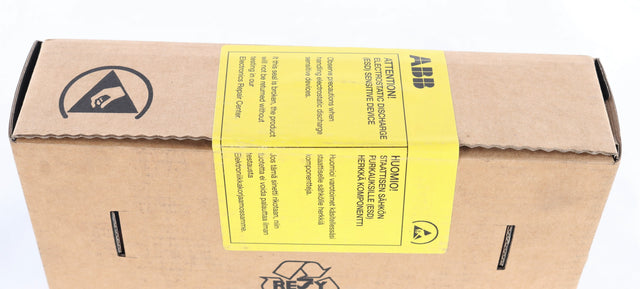 ABB
ATTENTION!
ELECTROSTATIC DISCHARGE
(ESD) SENSITIVE DEVICE
Observe precautions when
handling electrostatic discharge
sensitive devices.
If this seal is broken, the product
will not be returned without
testing in our
Electronics Repair Center.
HUOMIO!
STAATTISEN SÄHKÖN
PURKAUKSILLE (ESD)
HERKKÄ KOMPONENTTI
Huomioi varotoimet käsitellessäsi
staattiselle sähkölle herkkiä
komponentteja.
Jos tämä sinetti rikotaan, niin
tuotetta ei voida palauttaa ilman
testausta
Elektroniikkakorjaamossamme.
RESY